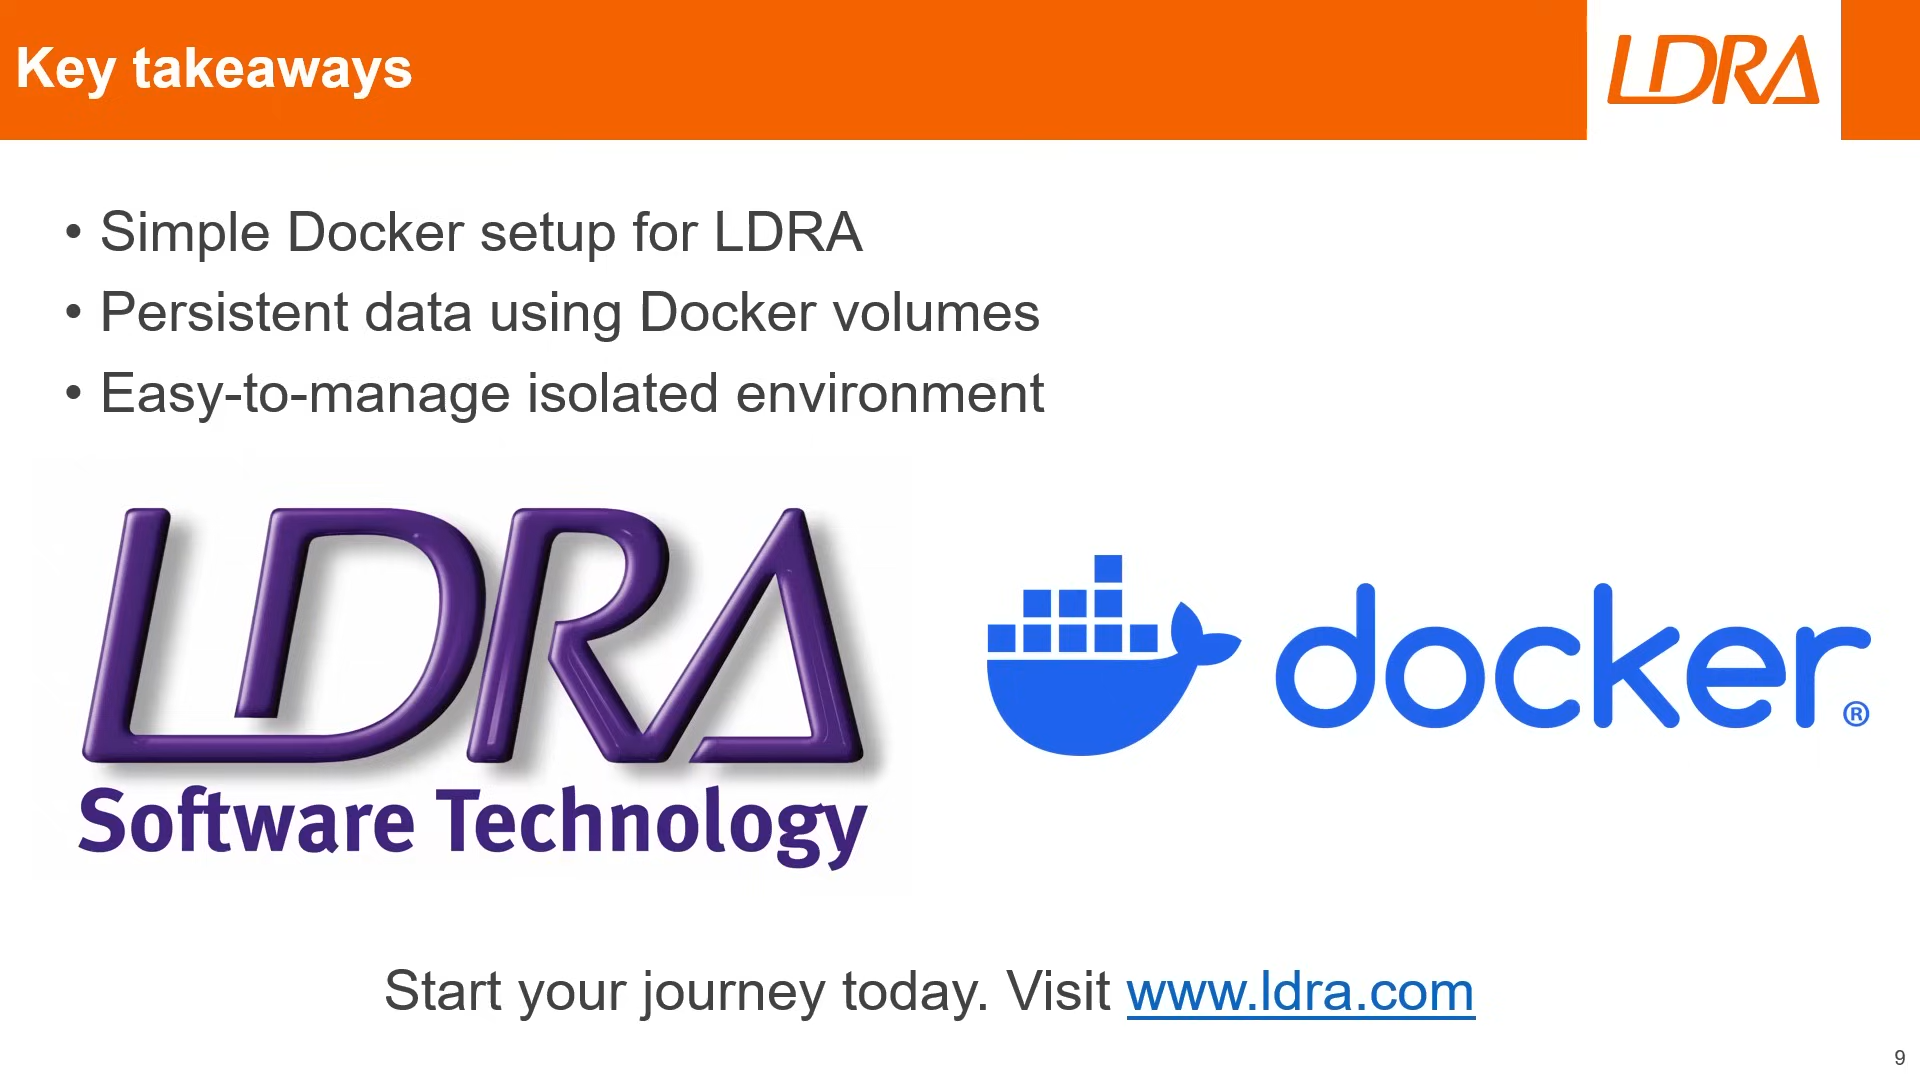 Key takeaways
LDRA
• Simple Docker setup for LDRA
• Persistent data using Docker volumes
• Easy-to-manage isolated environment
LDRA
Software Technology
docker®
Start your journey today. Visit www.ldra.com
9